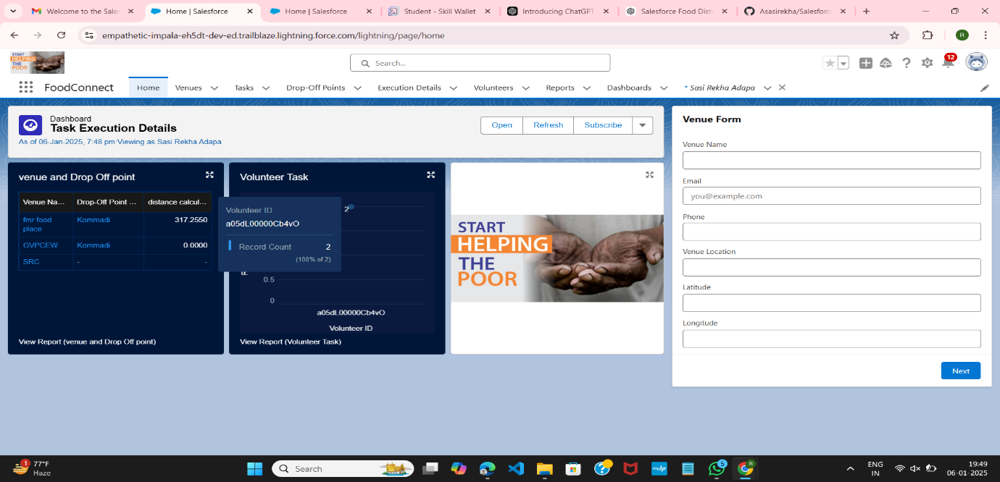 Welcome to the Sales
Home | Salesforce
Home | Salesforce
Student - Skill Wallet
Introducing ChatGPT
Salesforce Food Dist
Asasirekha/Salesforc
empathetic-impala-eh5dt-dev-ed.trailblaze.lightning.force.com/lightning/page/home
R
START
HELPING
THE
POOR
Search...
12
FoodConnect
Home
Venues
Tasks
Drop-Off Points
Execution Details
Volunteers
Reports
Dashboards
* Sasi Rekha Adapa
Dashboard
Task Execution Details
As of 06-Jan-2025, 7:48 pm·Viewing as Sasi Rekha Adapa
Open
Refresh
Subscribe
venue and Drop Off point
Venue Na... Drop-Off Point ... distance calcul...
fmr food place Kommadi 317.2550
GVPCEW Kommadi 0.0000
SRC - -
View Report (venue and Drop Off point)
Volunteer Task
2
Volunteer ID
a05dL00000Cb4vO
Record Count 2
(100% of 2)
0.5
0
a05dL00000Cb4vO
Volunteer ID
View Report (Volunteer Task)
START
HELPING
THE
POOR
Venue Form
Venue Name
Email
you@example.com
Phone
Venue Location
Latitude
Longitude
Next
1
77°F
Haze
Search
5
R
ENG
IN
19:49
06-01-2025